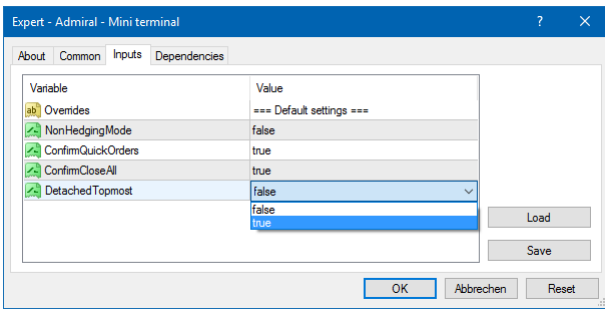 Expert - Admiral - Mini terminal
About Common Inputs Dependencies
Variable Value
ab Overrides === Default settings ===
NonHedgingMode false
ConfirmQuickOrders true
ConfirmCloseAll true
DetachedTopmost false
false
true
Load
Save
OK Abbrechen Reset